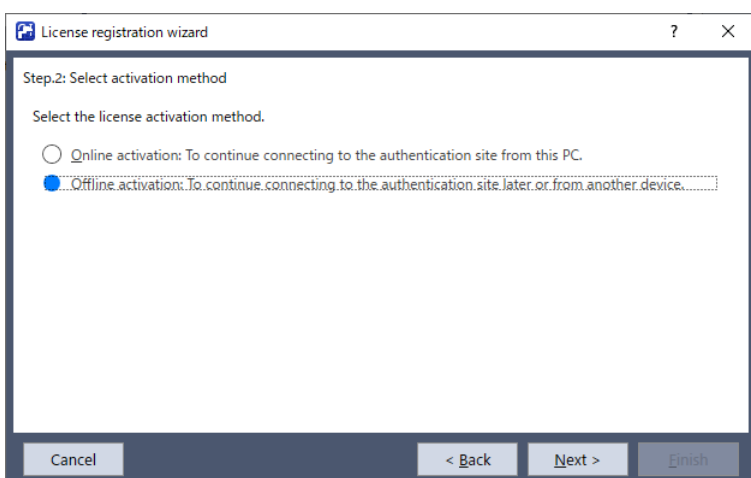 License registration wizard ? ×
Step.2: Select activation method
Select the license activation method.
Online activation: To continue connecting to the authentication site from this PC.
Offline activation: To continue connecting to the authentication site later or from another device.
Cancel < Back Next > Finish